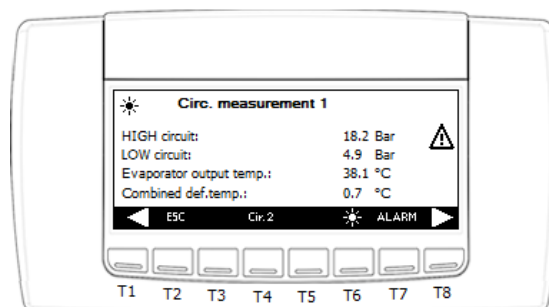 Circ. measurement 1
HIGH circuit: 18.2 Bar
LOW circuit: 4.9 Bar
Evaporator output temp.: 38.1 °C
Combined def.temp.: 0.7 °C
ESC Cir.2 ALARM
T1 T2 T3 T4 T5 T6 T7 T8